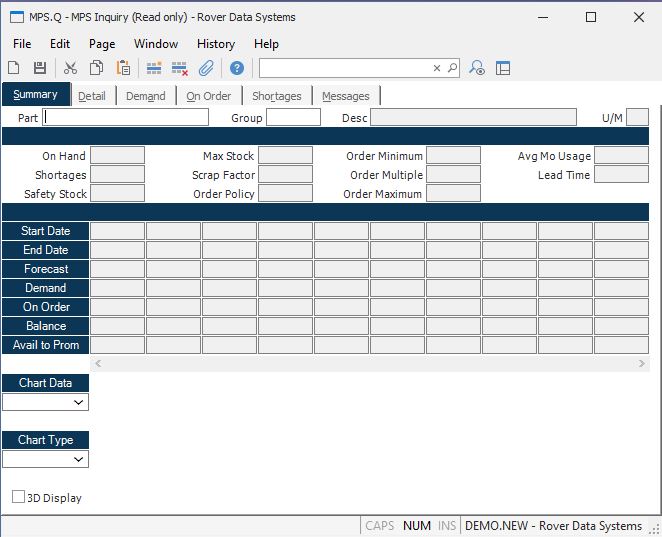 MPS.Q - MPS Inquiry (Read only) - Rover Data Systems
File Edit Page Window History Help
Summary Detail Demand On Order Shortages Messages
Part Group Desc U/M
On Hand Max Stock Order Minimum Avg Mo Usage
Shortages Scrap Factor Order Multiple Lead Time
Safety Stock Order Policy Order Maximum
Start Date
End Date
Forecast
Demand
On Order
Balance
Avail to Prom
Chart Data
Chart Type
3D Display
CAPS NUM INS DEMO.NEW - Rover Data Systems